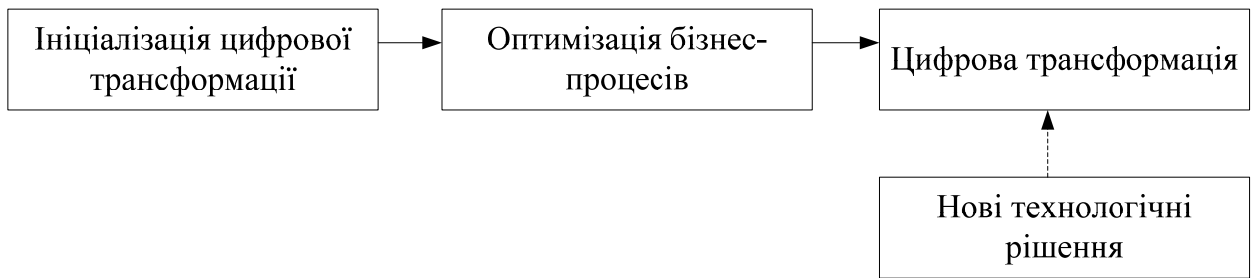 Ініціалізація цифрової
трансформації
Оптимізація бізнес-
процесів
Цифрова трансформація
Нові технологічні
рішення